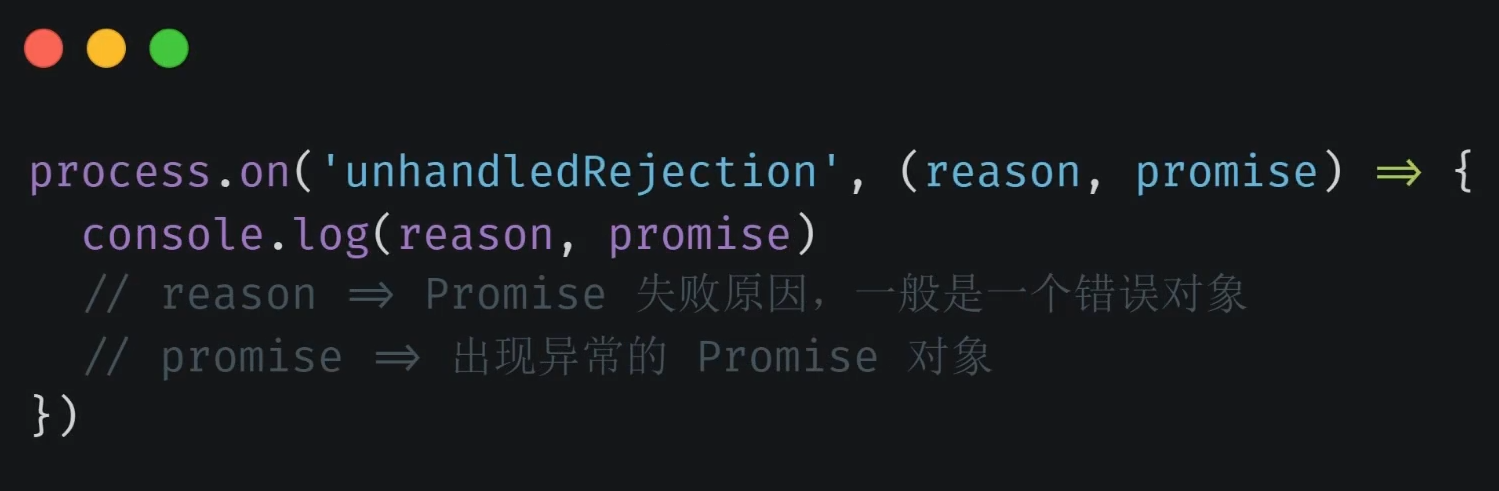 process.on('unhandledRejection', (reason, promise) => {
  console.log(reason, promise)
  // reason => Promise 失败原因，一般是一个错误对象
  // promise => 出现异常的 Promise 对象
})